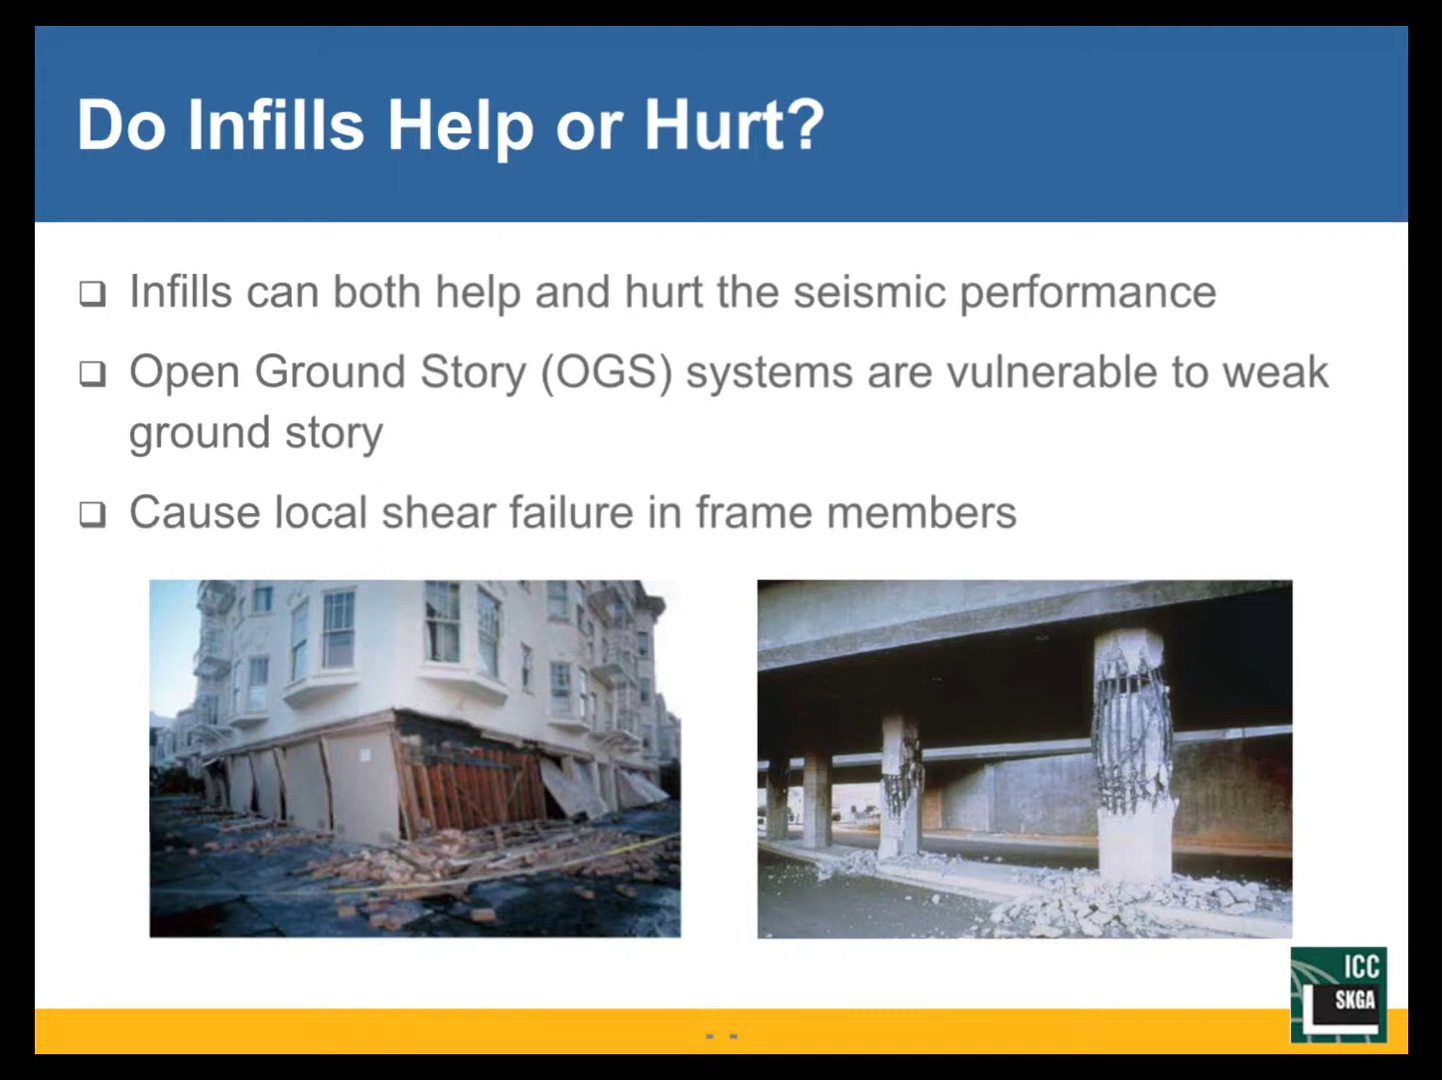 Do Infills Help or Hurt?
Infills can both help and hurt the seismic performance
Open Ground Story (OGS) systems are vulnerable to weak
ground story
Cause local shear failure in frame members
ICC
SKGA